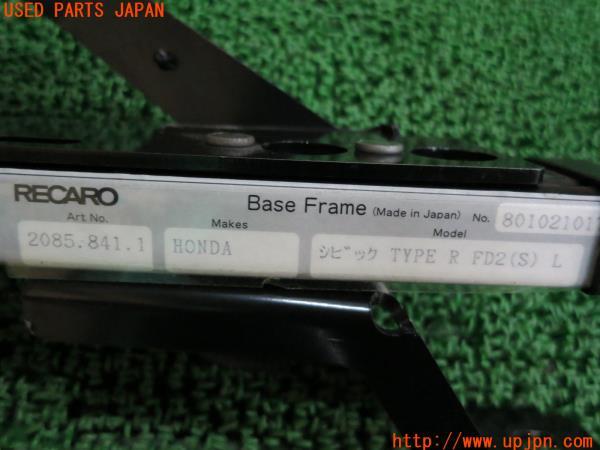 USED PARTS JAPAN
RECARO
Base Frame (Made in Japan) No.
Art No.
Makes
Model
2085.841.1
HONDA
シビック TYPE R FD2(S) L
http://www.upjpn.com/